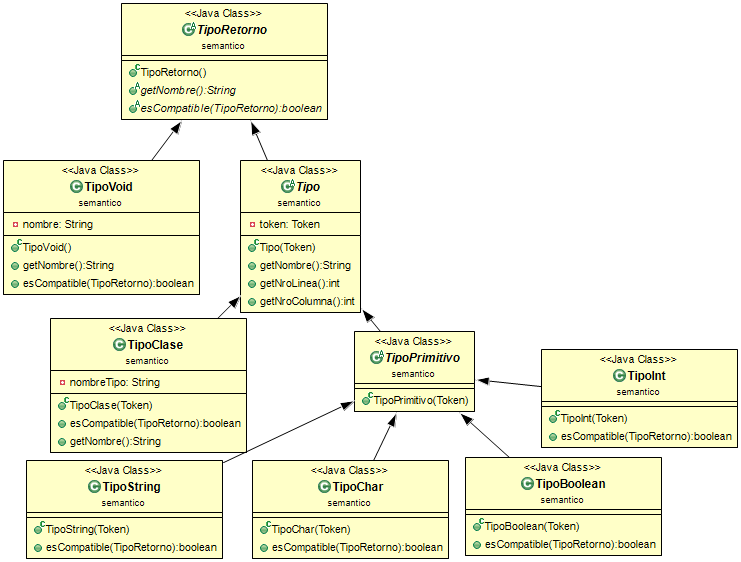 <<Java Class>>
TipoRetorno
semantico
TipoRetorno()
getNombre():String
esCompatible(TipoRetorno):boolean
<<Java Class>>
TipoVoid
semantico
nombre: String
TipoVoid()
getNombre():String
esCompatible(TipoRetorno):boolean
<<Java Class>>
Tipo
semantico
token: Token
Tipo(Token)
getNombre():String
getNroLinea():int
getNroColumna():int
<<Java Class>>
TipoClase
semantico
nombreTipo: String
TipoClase(Token)
esCompatible(TipoRetorno):boolean
getNombre():String
<<Java Class>>
TipoPrimitivo
semantico
TipoPrimitivo(Token)
<<Java Class>>
TipoInt
semantico
TipoInt(Token)
esCompatible(TipoRetorno):boolean
<<Java Class>>
TipoString
semantico
TipoString(Token)
esCompatible(TipoRetorno):boolean
<<Java Class>>
TipoChar
semantico
TipoChar(Token)
esCompatible(TipoRetorno):boolean
<<Java Class>>
TipoBoolean
semantico
TipoBoolean(Token)
esCompatible(TipoRetorno):boolean